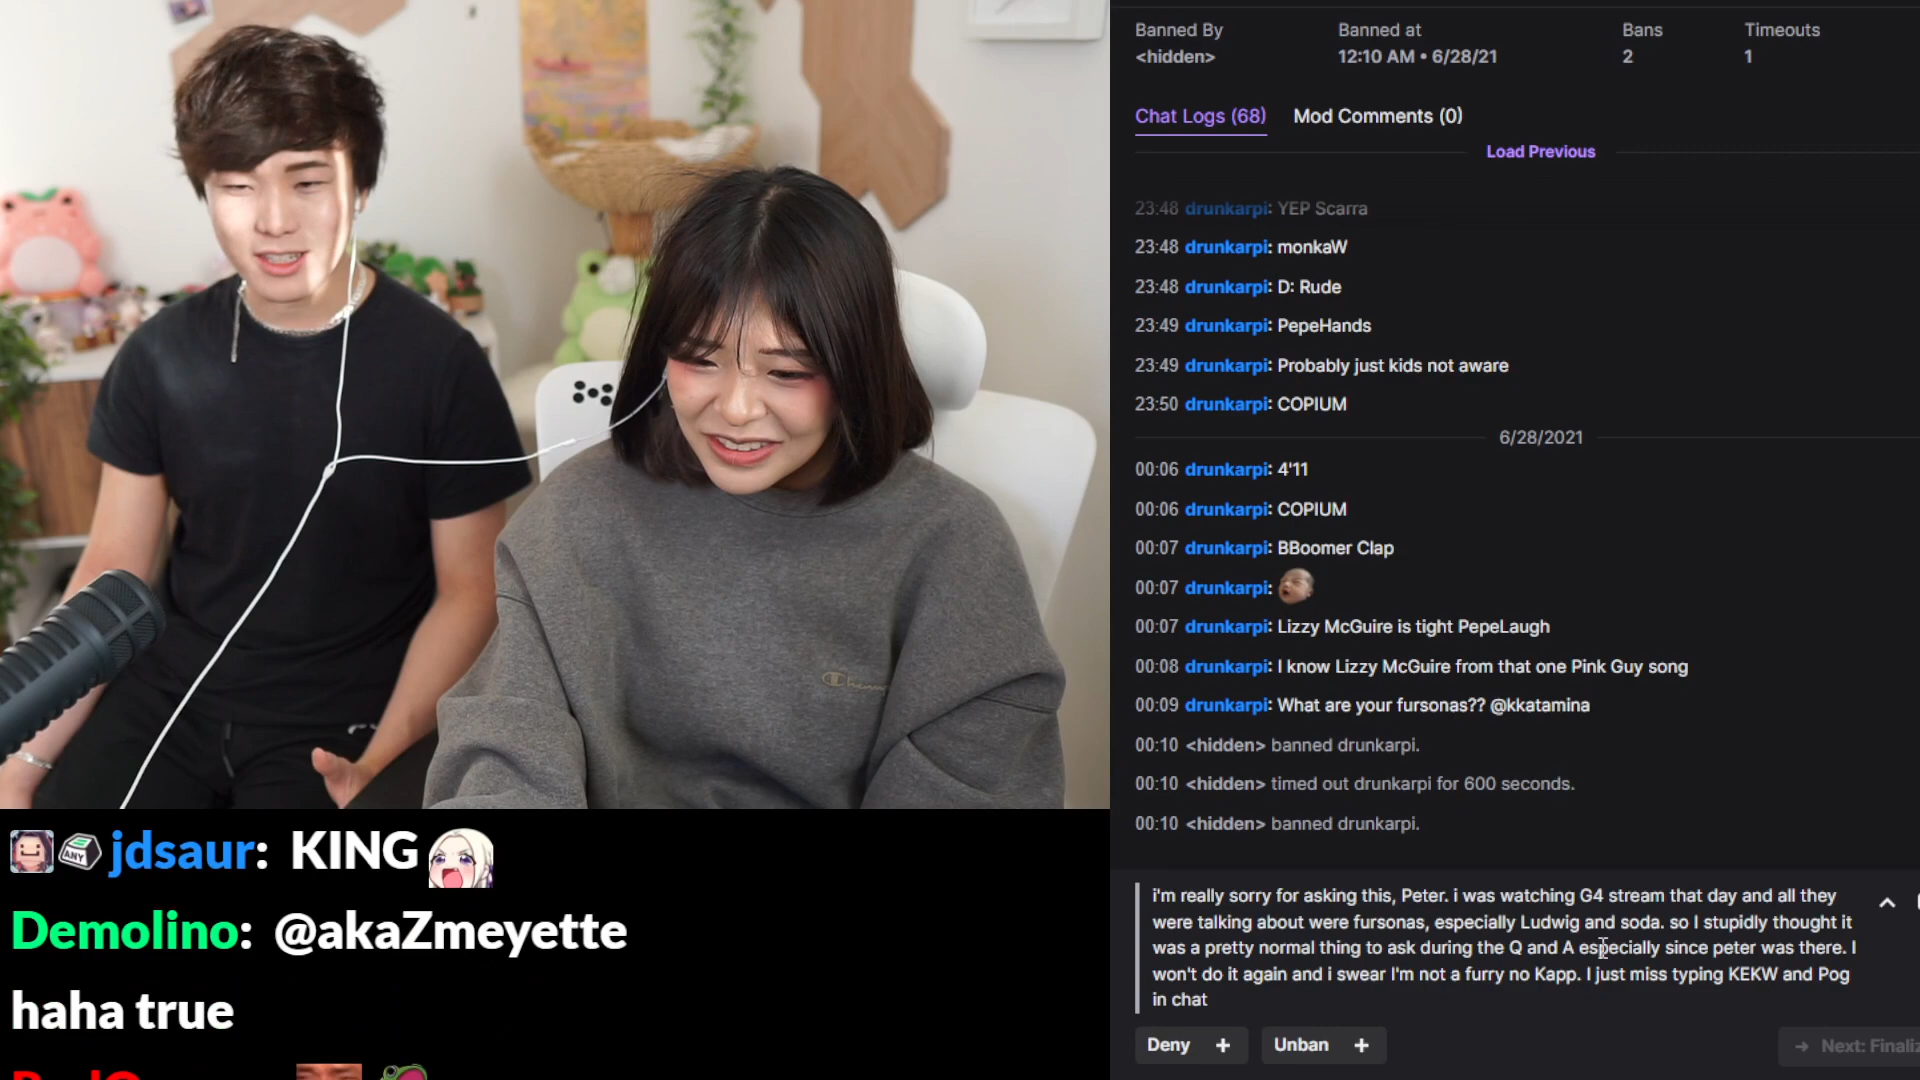 Banned By
Banned at
Bans
Timeouts
<hidden>
12:10 AM • 6/28/21
2
1
Chat Logs (68)
Mod Comments (0)
Load Previous
23:48 drunkarpi: YEP Scarra
23:48 drunkarpi: monkaW
23:48 drunkarpi: D: Rude
23:49 drunkarpi: PepeHands
23:49 drunkarpi: Probably just kids not aware
23:50 drunkarpi: COPIUM
6/28/2021
00:06 drunkarpi: 4'11
00:06 drunkarpi: COPIUM
00:07 drunkarpi: BBoomer Clap
00:07 drunkarpi:
00:07 drunkarpi: Lizzy McGuire is tight PepeLaugh
00:08 drunkarpi: I know Lizzy McGuire from that one Pink Guy song
00:09 drunkarpi: What are your fursonas?? @kkatamina
00:10 <hidden> banned drunkarpi.
00:10 <hidden> timed out drunkarpi for 600 seconds.
00:10 <hidden> banned drunkarpi.
i'm really sorry for asking this, Peter. i was watching G4 stream that day and all they
were talking about were fursonas, especially Ludwig and soda. so I stupidly thought it
was a pretty normal thing to ask during the Q and A especially since peter was there. I
won't do it again and i swear I'm not a furry no Kapp. I just miss typing KEKW and Pog
in chat
Deny +
Unban +
→ Next:
ANY jdsaur: KING
Demolino: @akaZmeyette
haha true